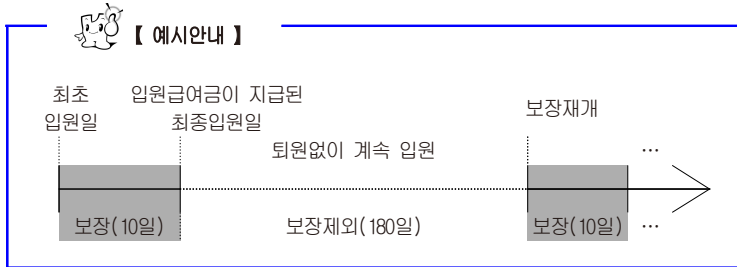 【 예시안내 】
최초
입원일
입원급여금이 지급된
최종입원일
보장재개
퇴원없이 계속 입원
…
보장(10일)
보장제외(180일)
보장(10일)
…